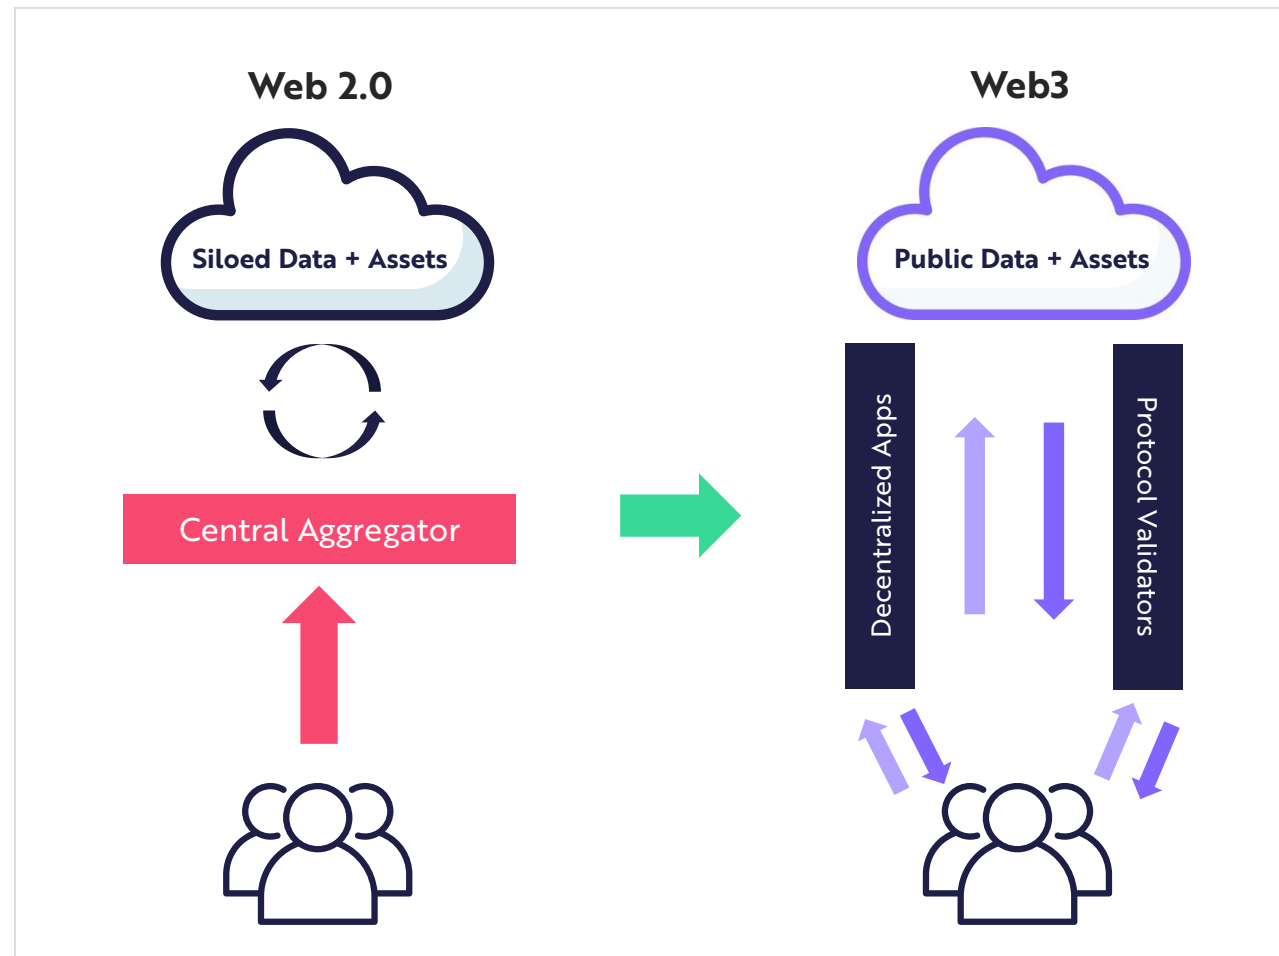 Web 2.0
Siloed Data + Assets
Central Aggregator
Web3
Public Data + Assets
Decentralized Apps
Protocol Validators